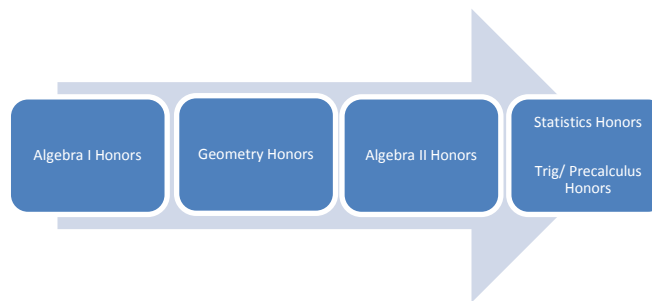 Algebra I Honors
Geometry Honors
Algebra II Honors
Statistics Honors
Trig/ Precalculus
Honors